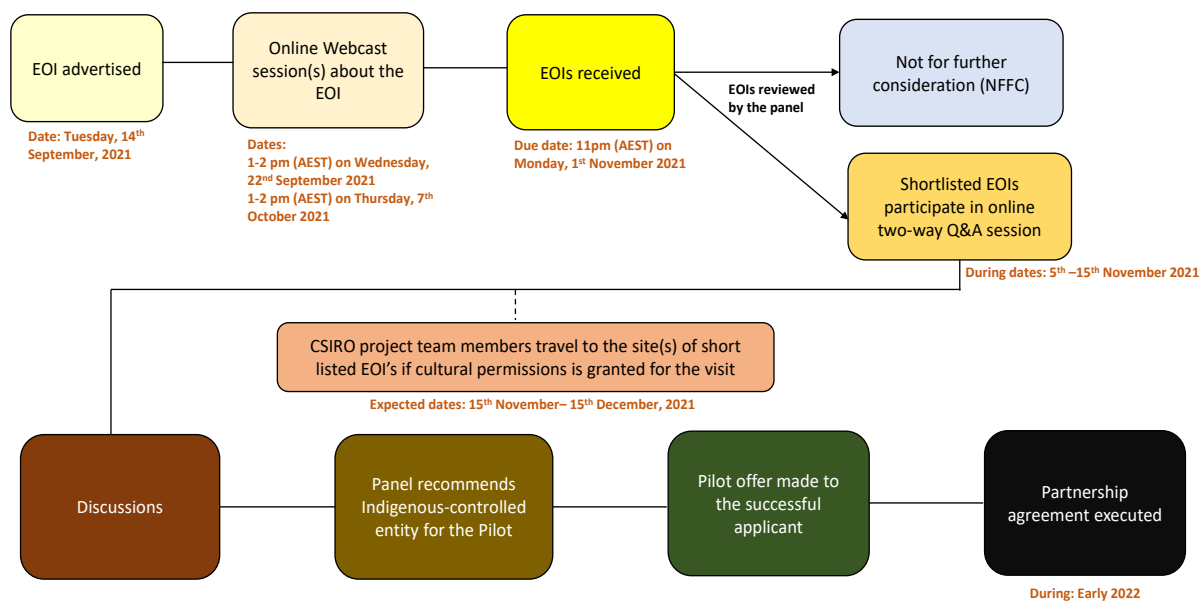 EOI advertised
Date: Tuesday, 14th
September, 2021
Online Webcast
session(s) about the
EOI
Dates:
1-2 pm (AEST) on Wednesday,
22nd September 2021
1-2 pm (AEST) on Thursday, 7th
October 2021
EOIs received
Due date: 11pm (AEST) on
Monday, 1st November 2021
EOIs reviewed
by the panel
Not for further
consideration (NFFC)
Shortlisted EOIs
participate in online
two-way Q&A session
During dates: 5th –15th November 2021
CSIRO project team members travel to the site(s) of short
listed EOI's if cultural permissions is granted for the visit
Expected dates: 15th November– 15th December, 2021
Discussions
Panel recommends
Indigenous-controlled
entity for the Pilot
Pilot offer made to
the successful
applicant
Partnership
agreement executed
During: Early 2022